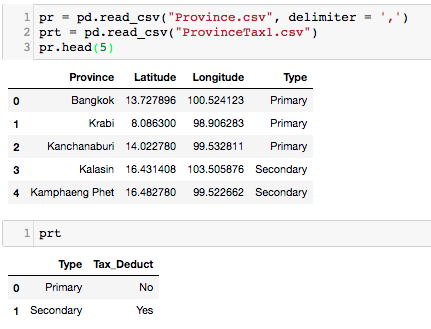 1 pr = pd.read_csv("Province.csv", delimiter = ',')
2 prt = pd.read_csv("ProvinceTax1.csv")
3 pr.head(5)
Province Latitude Longitude Type
0 Bangkok 13.727896 100.524123 Primary
1 Krabi 8.086300 98.906283 Primary
2 Kanchanaburi 14.022780 99.532811 Primary
3 Kalasin 16.431408 103.505876 Secondary
4 Kamphaeng Phet 16.482780 99.522662 Secondary
1 prt
Type Tax_Deduct
0 Primary No
1 Secondary Yes